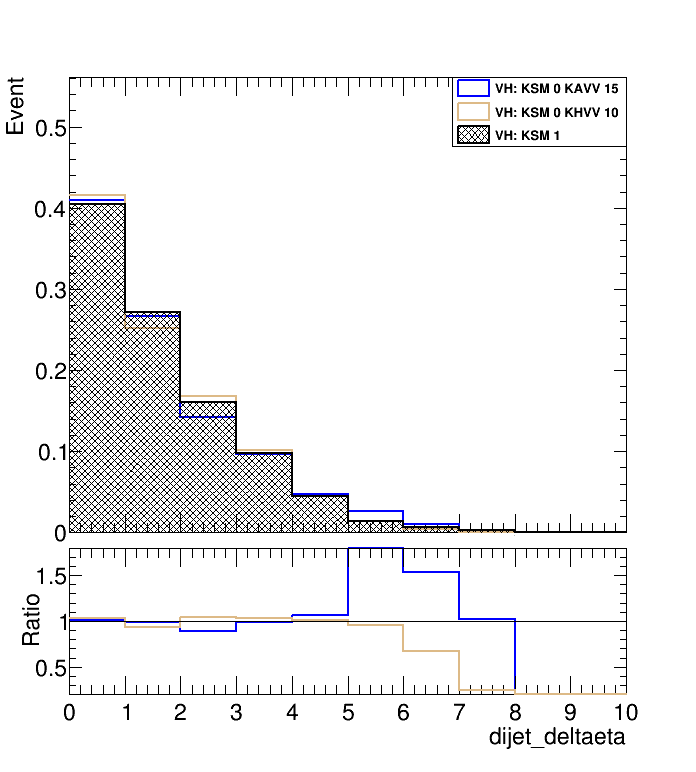 Event
VH: KSM 0 KAVV 15
VH: KSM 0 KHVV 10
VH: KSM 1
0.5
0.4
0.3
0.2
0.1
0
Ratio
1.5
1
0.5
0 1 2 3 4 5 6 7 8 9 10
dijet_deltaeta